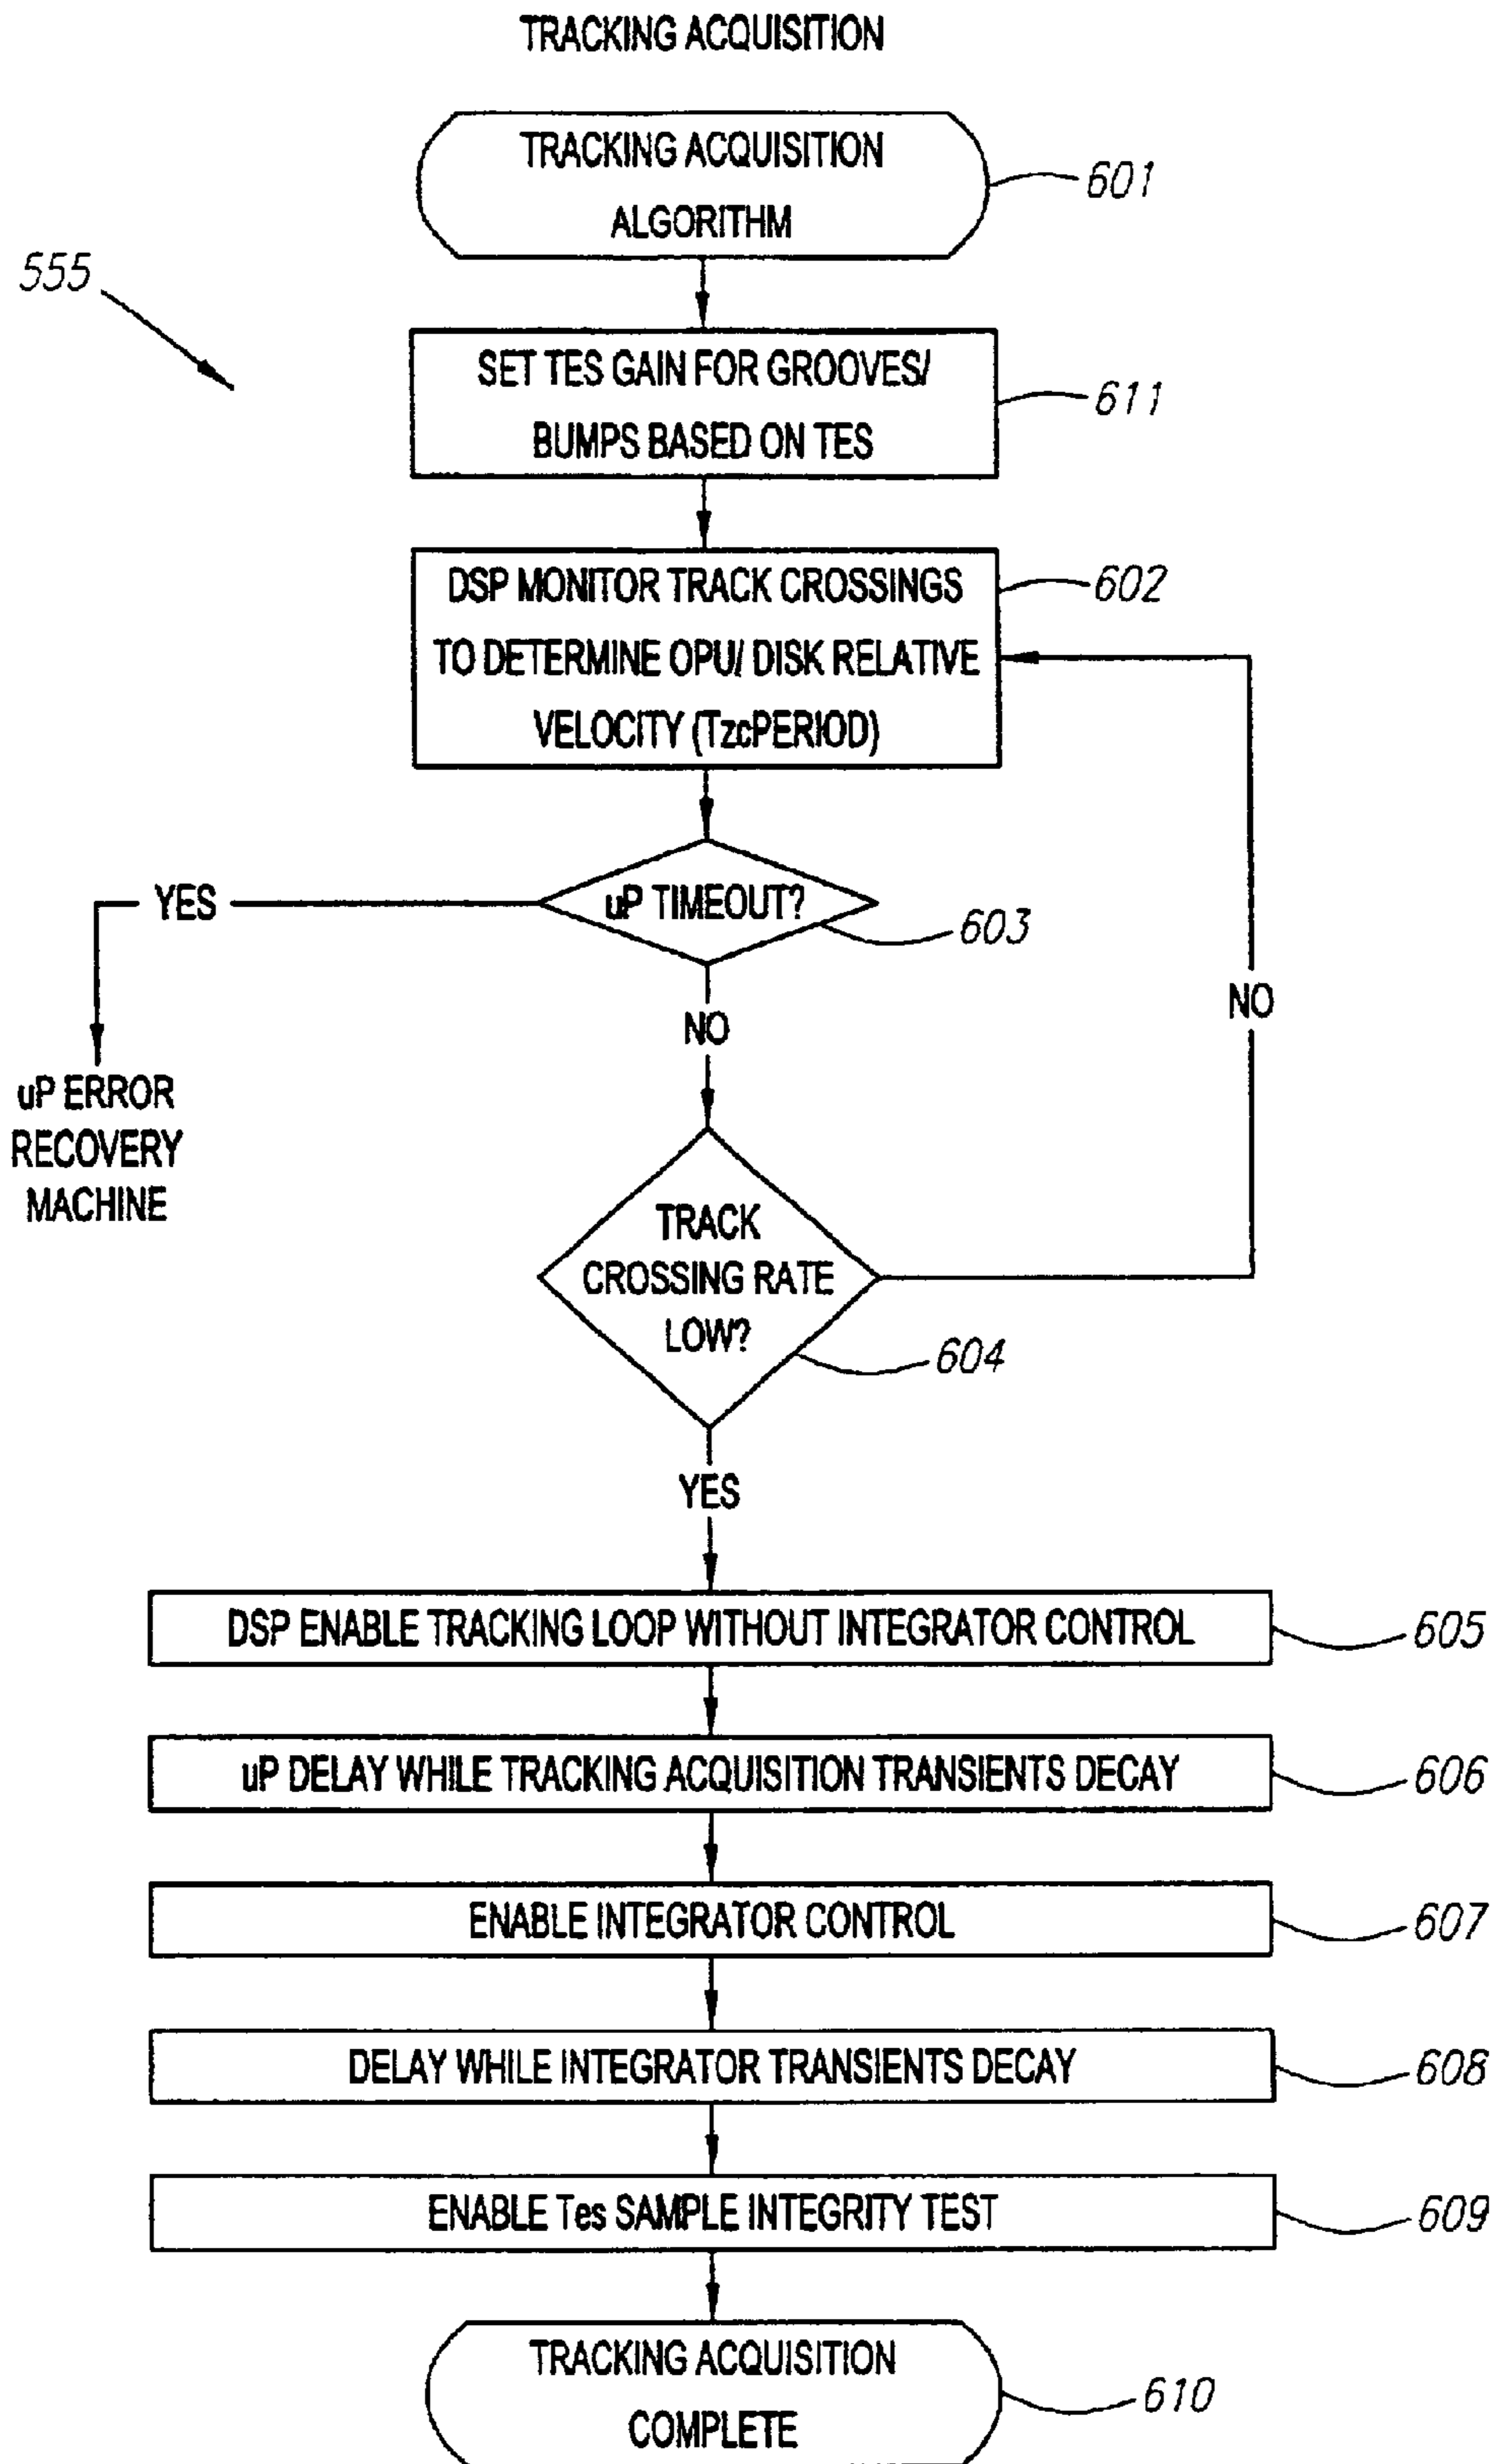 TRACKING ACQUISITION
TRACKING ACQUISITION
ALGORITHM
601
555
SET TES GAIN FOR GROOVES/
BUMPS BASED ON TES
611
DSP MONITOR TRACK CROSSINGS
TO DETERMINE OPU/ DISK RELATIVE
VELOCITY (TzcPERIOD)
602
YES
uP TIMEOUT?
603
NO
NO
uP ERROR
RECOVERY
MACHINE
TRACK
CROSSING RATE
LOW?
604
YES
DSP ENABLE TRACKING LOOP WITHOUT INTEGRATOR CONTROL
605
uP DELAY WHILE TRACKING ACQUISITION TRANSIENTS DECAY
606
ENABLE INTEGRATOR CONTROL
607
DELAY WHILE INTEGRATOR TRANSIENTS DECAY
608
ENABLE Tes SAMPLE INTEGRITY TEST
609
TRACKING ACQUISITION
COMPLETE
610